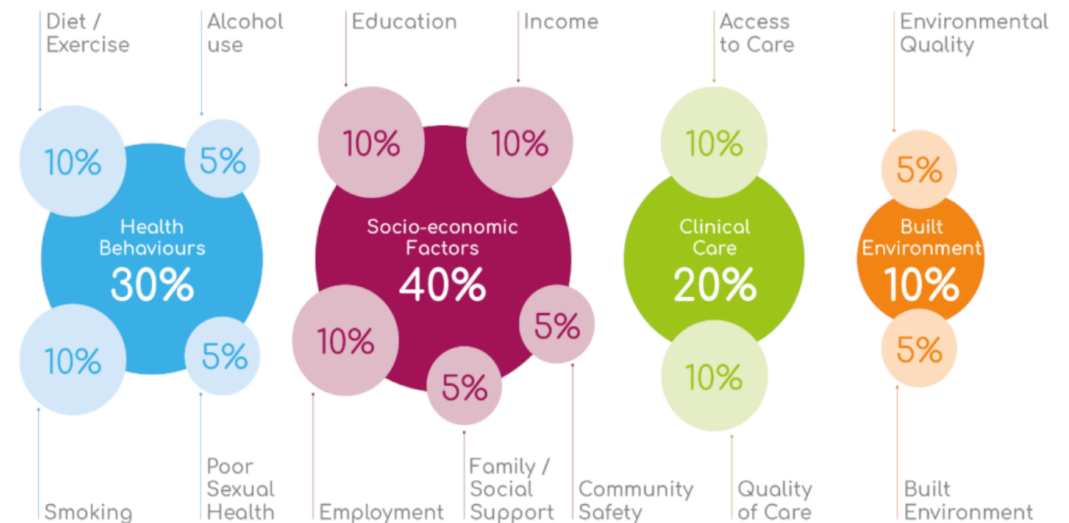 Diet /
Exercise
Alcohol
use
Education
Income
Access
to Care
Environmental
Quality
10%
5%
10%
10%
10%
5%
Health
Behaviours
30%
Socio-economic
Factors
40%
Clinical
Care
20%
Built
Environment
10%
10%
5%
10%
5%
5%
10%
5%
Smoking
Poor
Sexual
Health
Employment
Family /
Social
Support
Community
Safety
Quality
of Care
Built
Environment